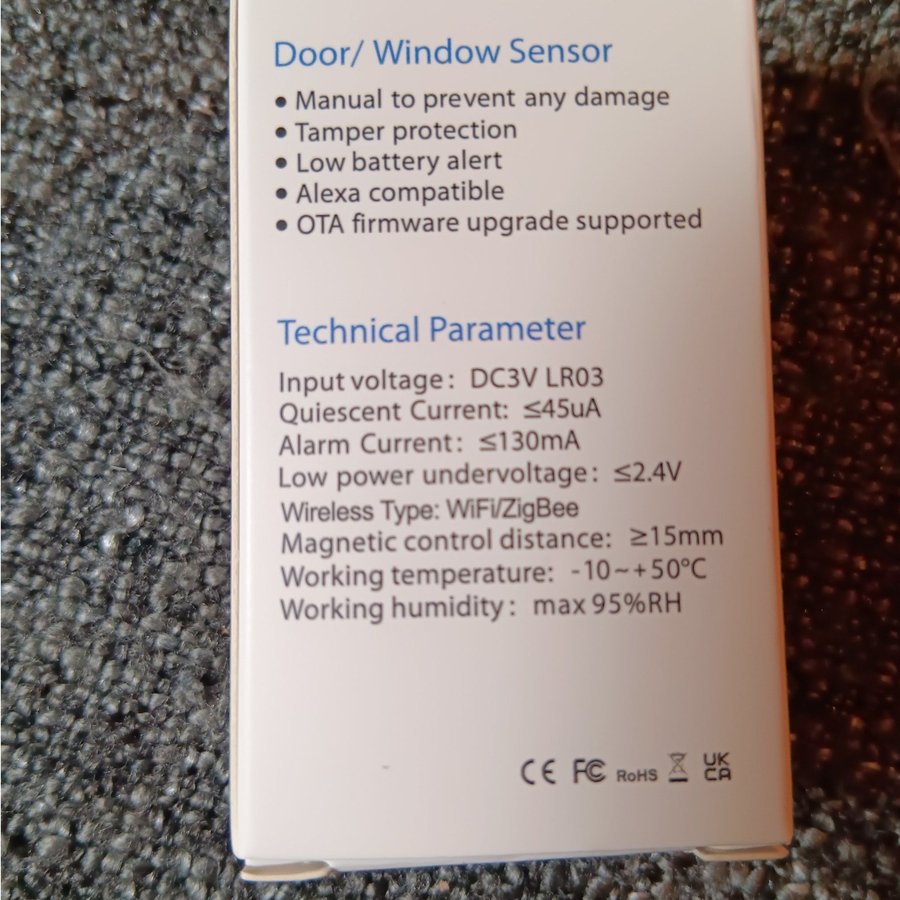 Door/ Window Sensor
● Manual to prevent any damage
● Tamper protection
● Low battery alert
● Alexa compatible
● OTA firmware upgrade supported
Technical Parameter
Input voltage: DC3V LR03
Quiescent Current: ≤45uA
Alarm Current: ≤130mA
Low power undervoltage: ≤2.4V
Wireless Type: WiFi/ZigBee
Magnetic control distance: ≥15mm
Working temperature: -10~+50℃
Working humidity: max 95%RH
CE FC RoHS UK
CA